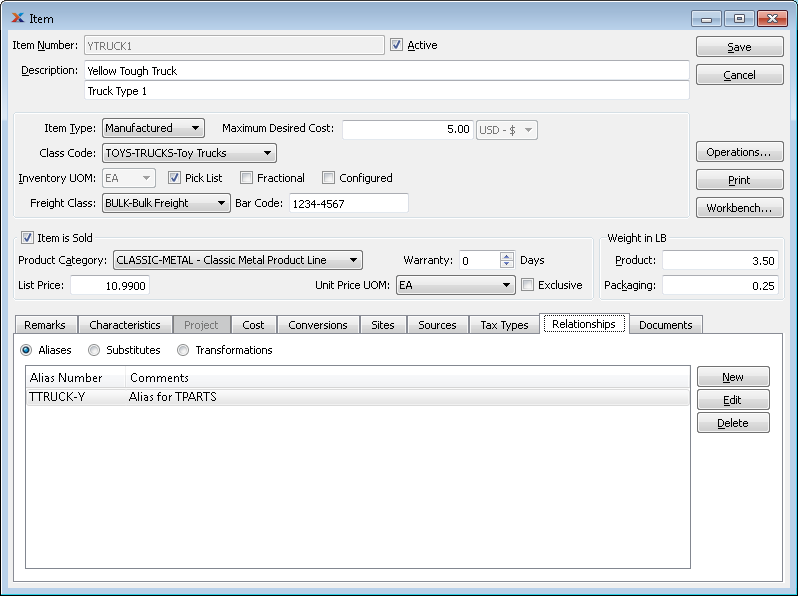 Item
Item Number: YTRUCK1 Active
Save
Description: Yellow Tough Truck
Cancel
Truck Type 1
Item Type: Manufactured Maximum Desired Cost: 5.00 USD - $
Class Code: TOYS-TRUCKS-Toy Trucks
Operations...
Inventory UOM: EA Pick List Fractional Configured
Print
Freight Class: BULK-Bulk Freight Bar Code: 1234-4567
Workbench...
Item is Sold
Weight in LB
Product Category: CLASSIC-METAL - Classic Metal Product Line Warranty: 0 Days
Product: 3.50
List Price: 10.9900 Unit Price UOM: EA Exclusive
Packaging: 0.25
Remarks Characteristics Project Cost Conversions Sites Sources Tax Types Relationships Documents
Aliases Substitutes Transformations
Alias Number Comments
New
TTRUCK-Y Alias for TPARTS
Edit
Delete